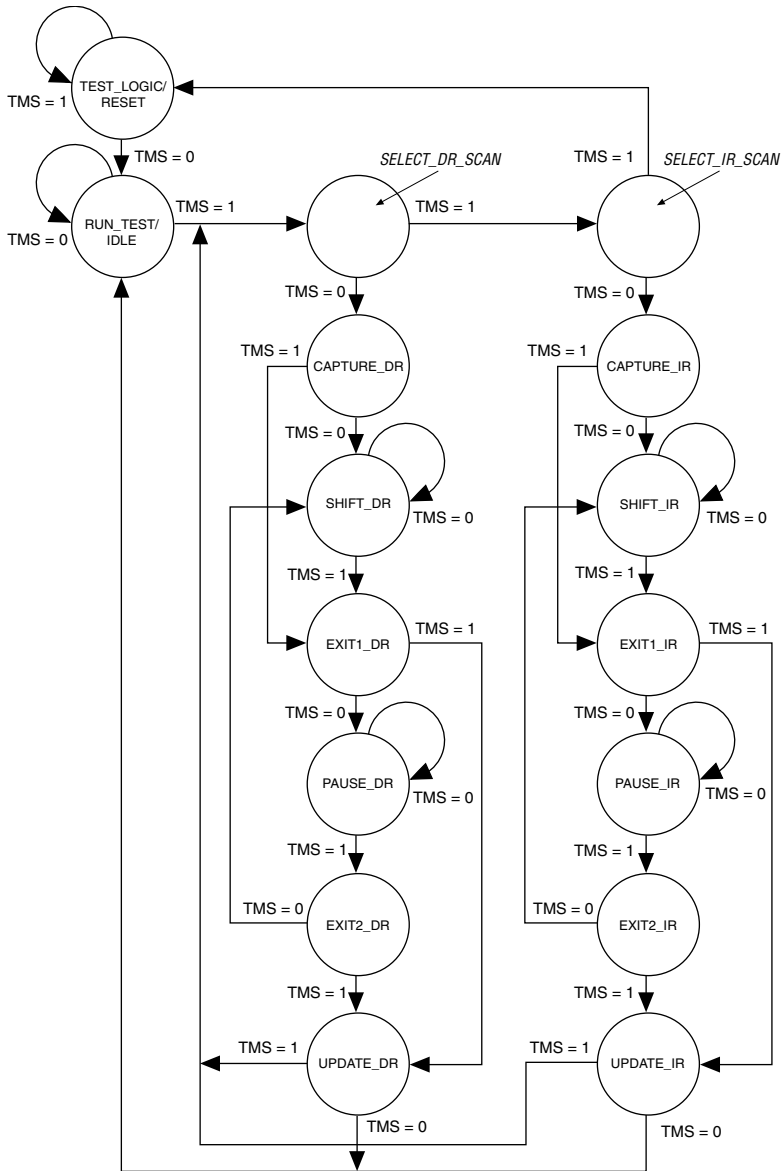 TEST_LOGIC/
RESET
TMS = 1
TMS = 0
SELECT_DR_SCAN
TMS = 1
SELECT_IR_SCAN
RUN_TEST/
IDLE
TMS = 0
TMS = 1
TMS = 1
TMS = 0
TMS = 0
TMS = 1
CAPTURE_DR
TMS = 1
CAPTURE_IR
TMS = 0
TMS = 0
SHIFT_DR
TMS = 0
SHIFT_IR
TMS = 0
TMS = 1
TMS = 1
EXIT1_DR
TMS = 1
EXIT1_IR
TMS = 1
TMS = 0
TMS = 0
PAUSE_DR
TMS = 0
PAUSE_IR
TMS = 0
TMS = 1
TMS = 1
TMS = 0
EXIT2_DR
TMS = 0
EXIT2_IR
TMS = 1
TMS = 1
TMS = 1
UPDATE_DR
TMS = 1
UPDATE_IR
TMS = 0
TMS = 0